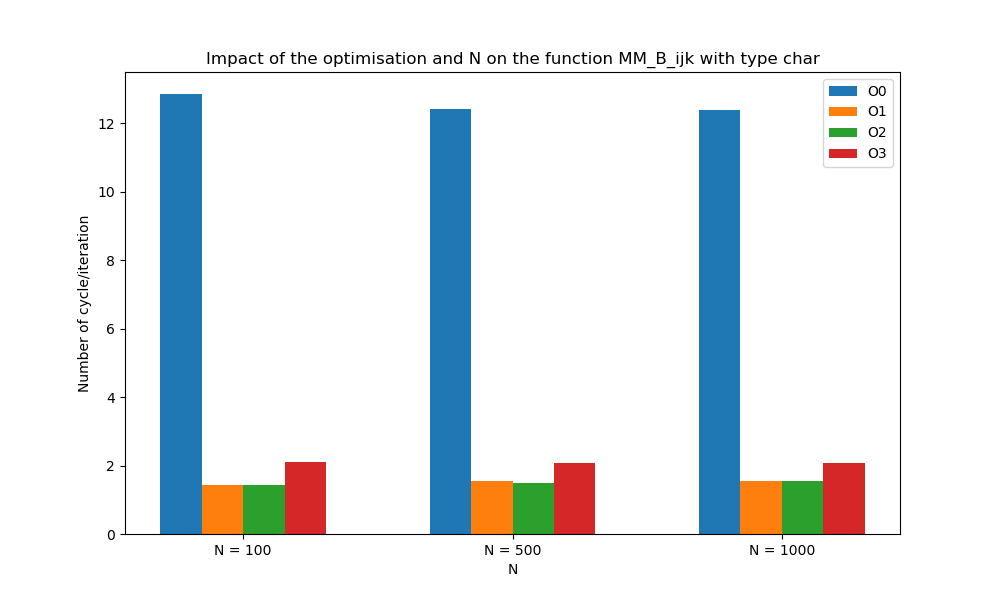 Impact of the optimisation and N on the function MM_B_ijk with type char
O0
O1
O2
O3
Number of cycle/iteration
12
10
8
6
4
2
0
N = 100
N = 500
N = 1000
N